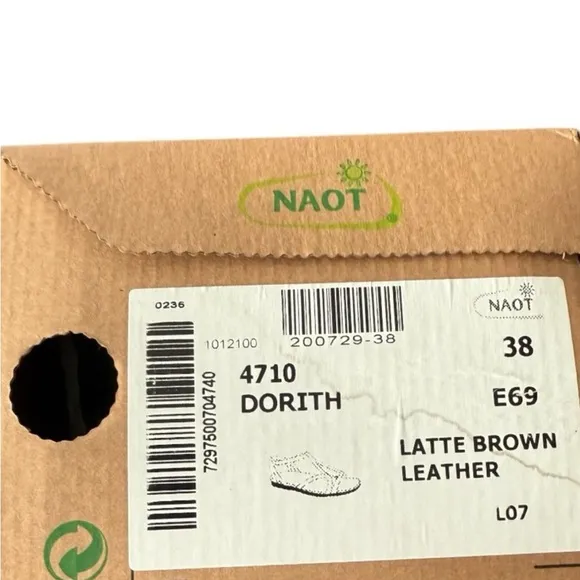 NAOT
0236
NAOT
1012100
200729-38
38
4710
DORITH
E69
7297500704740
LATTE BROWN
LEATHER
L07